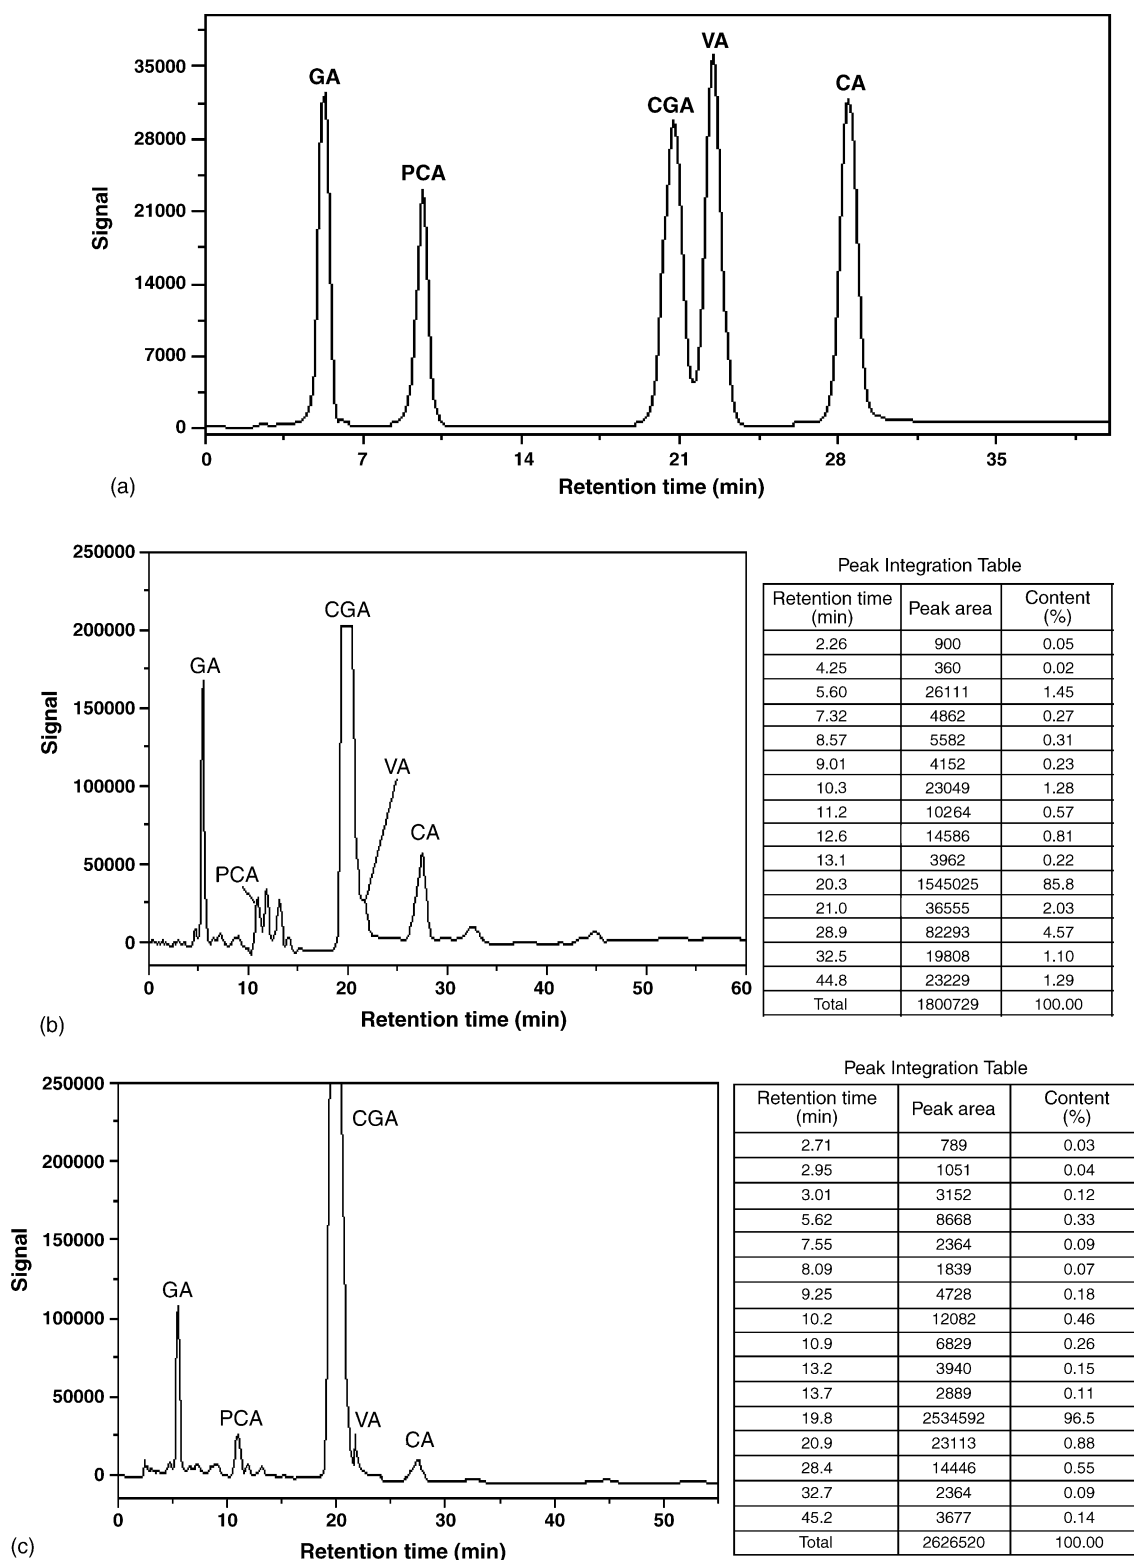 35000
28000
21000
14000
7000
0
Signal
GA
PCA
CGA
VA
CA
0 7 14 21 28 35
Retention time (min)
(a)
250000
200000
150000
100000
50000
0
Signal
GA
PCA
CGA
VA
CA
0 10 20 30 40 50 60
Retention time (min)
(b)
Peak Integration Table
Retention time (min) Peak area Content (%)
2.26 900 0.05
4.25 360 0.02
5.60 26111 1.45
7.32 4862 0.27
8.57 5582 0.31
9.01 4152 0.23
10.3 23049 1.28
11.2 10264 0.57
12.6 14586 0.81
13.1 3962 0.22
20.3 1545025 85.8
21.0 36555 2.03
28.9 82293 4.57
32.5 19808 1.10
44.8 23229 1.29
Total 1800729 100.00
250000
200000
150000
100000
50000
0
Signal
GA
PCA
CGA
VA
CA
0 10 20 30 40 50
Retention time (min)
(c)
Peak Integration Table
Retention time (min) Peak area Content (%)
2.71 789 0.03
2.95 1051 0.04
3.01 3152 0.12
5.62 8668 0.33
7.55 2364 0.09
8.09 1839 0.07
9.25 4728 0.18
10.2 12082 0.46
10.9 6829 0.26
13.2 3940 0.15
13.7 2889 0.11
19.8 2534592 96.5
20.9 23113 0.88
28.4 14446 0.55
32.7 2364 0.09
45.2 3677 0.14
Total 2626520 100.00